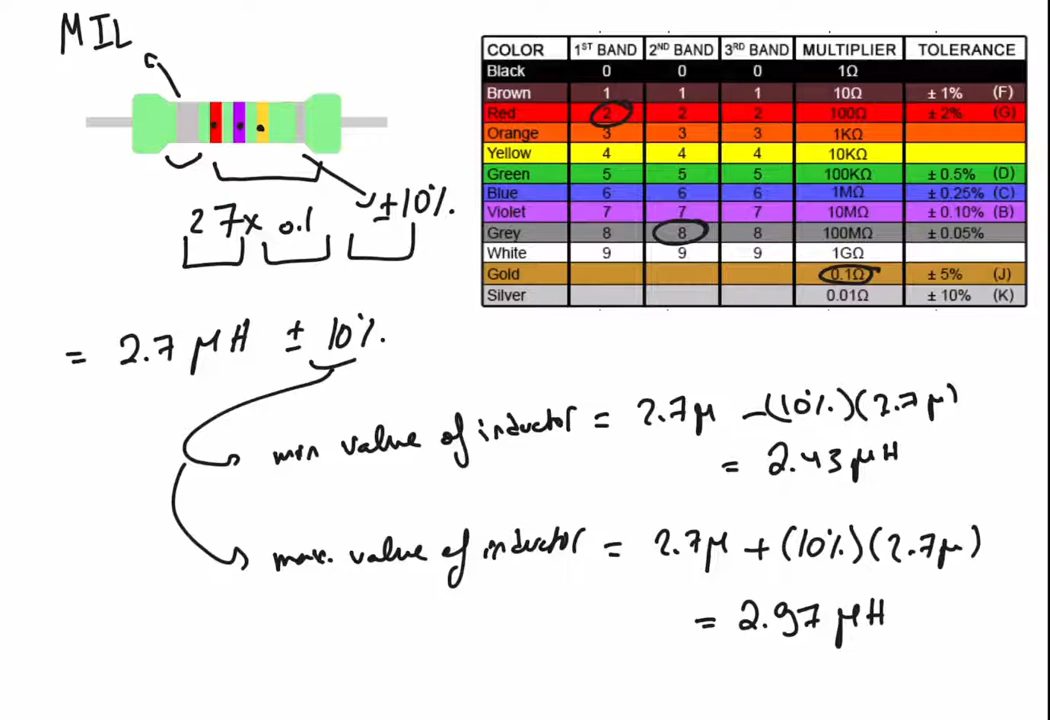 MIL
27x 0.1 ±10%.
= 2.7 μH ± 10%.
COLOR 1ST BAND 2ND BAND 3RD BAND MULTIPLIER TOLERANCE
Black 0 0 0 1Ω
Brown 1 1 1 10Ω ± 1% (F)
Red 2 2 2 100Ω ± 2% (G)
Orange 3 3 3 1KΩ
Yellow 4 4 4 10KΩ
Green 5 5 5 100KΩ ± 0.5% (D)
Blue 6 6 6 1MΩ ± 0.25% (C)
Violet 7 7 7 10MΩ ± 0.10% (B)
Grey 8 8 8 100MΩ ± 0.05%
White 9 9 9 1GΩ
Gold 0.1Ω ± 5% (J)
Silver 0.01Ω ± 10% (K)
min value of inductor = 2.7μ -(10%)(2.7μ)
= 2.43μH
max. value of inductor = 2.7μ + (10%)(2.7μ)
= 2.97 μH